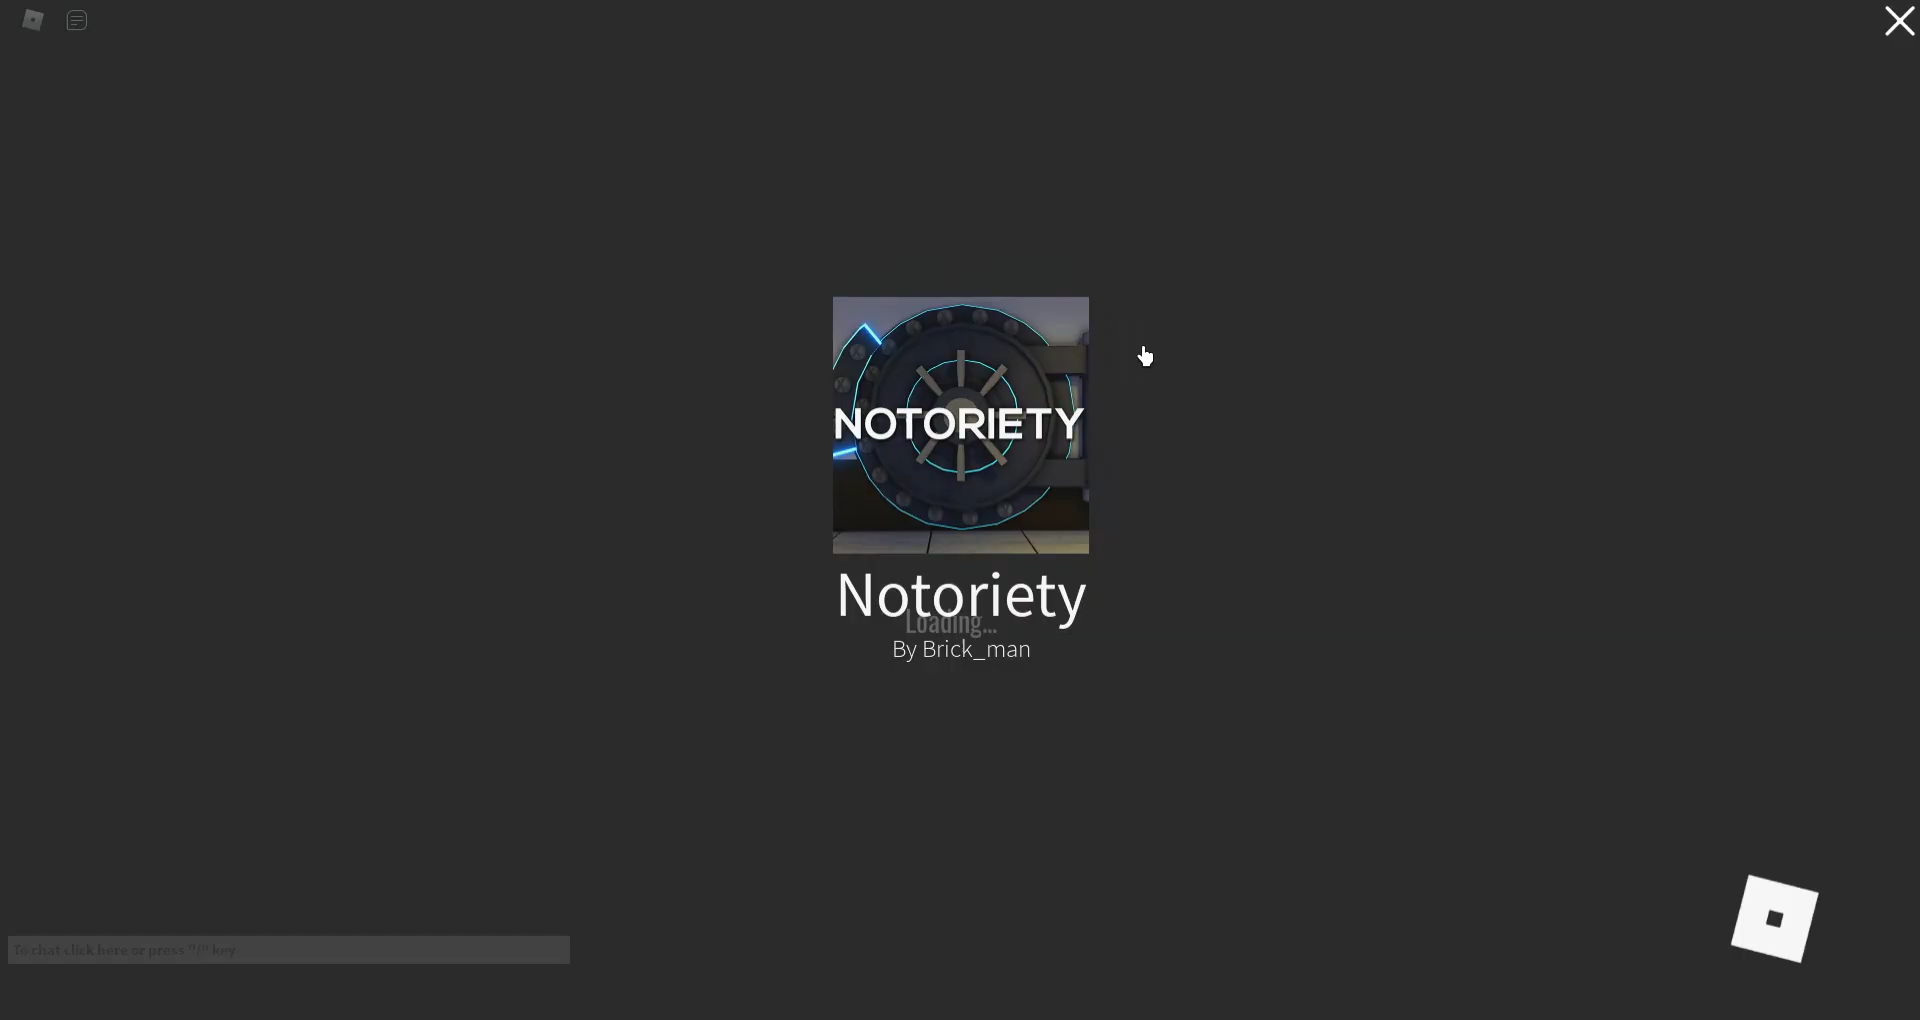 NOTORIETY
Notoriety
Loading...
By Brick_man
To chat click here or press "/" key